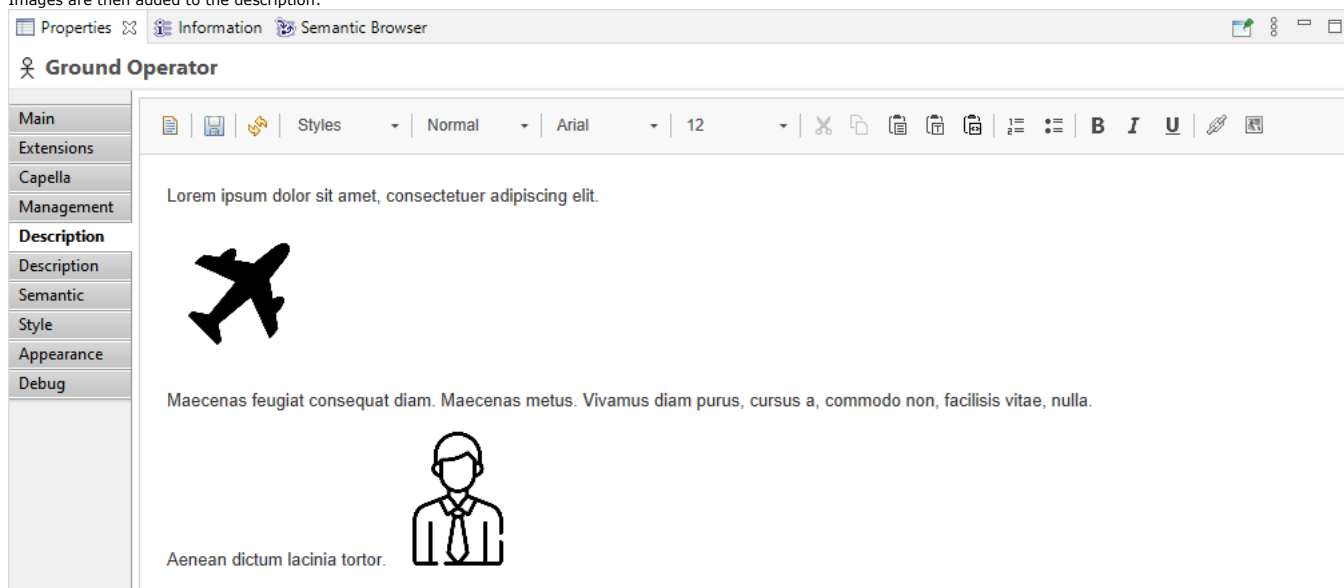 Images are then added to the description.
Properties Information Semantic Browser
Ground Operator
Main
Extensions
Capella
Management
Description
Description
Semantic
Style
Appearance
Debug
Styles Normal Arial 12 B I U
Lorem ipsum dolor sit amet, consectetuer adipiscing elit.
Maecenas feugiat consequat diam. Maecenas metus. Vivamus diam purus, cursus a, commodo non, facilisis vitae, nulla.
Aenean dictum lacinia tortor.